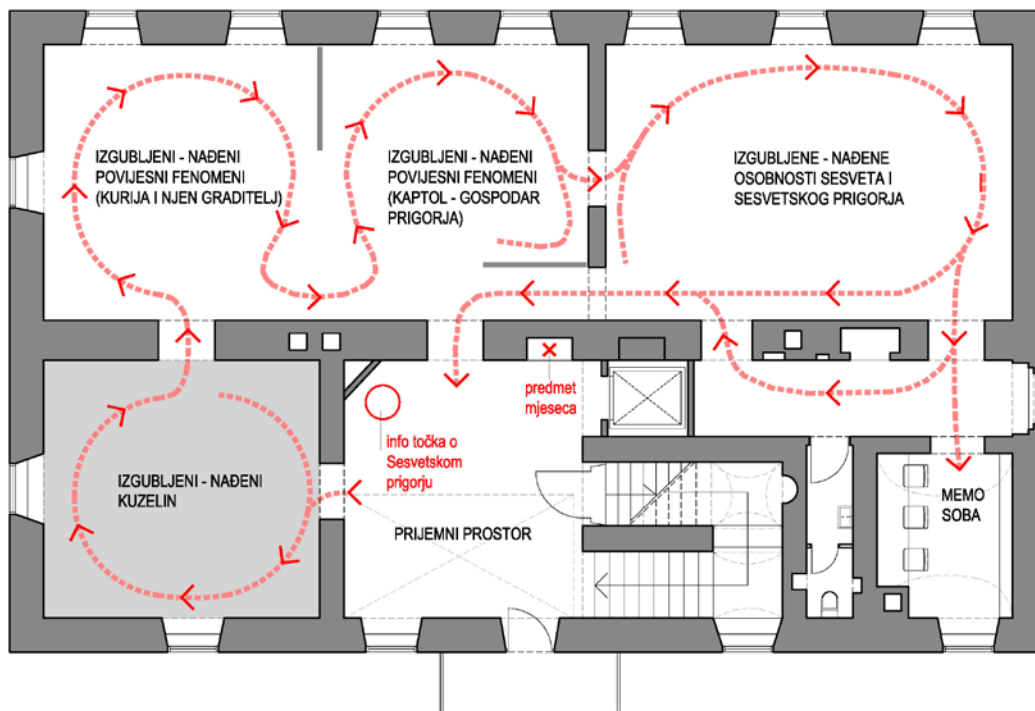 IZGUBLJENI - NAĐENI
POVIJESNI FENOMENI
(KURIJA I NJEN GRADITELJ)
IZGUBLJENI - NAĐENI
POVIJESNI FENOMENI
(KAPTOL - GOSPODAR
PRIGORJA)
IZGUBLJENE - NAĐENE
OSOBNOSTI SESVETA I
SESVETSKOG PRIGORJA
predmet
mjeseca
info točka o
Sesvetskom
prigorju
IZGUBLJENI - NAĐENI
KUZELIN
PRIJEMNI PROSTOR
MEMO
SOBA